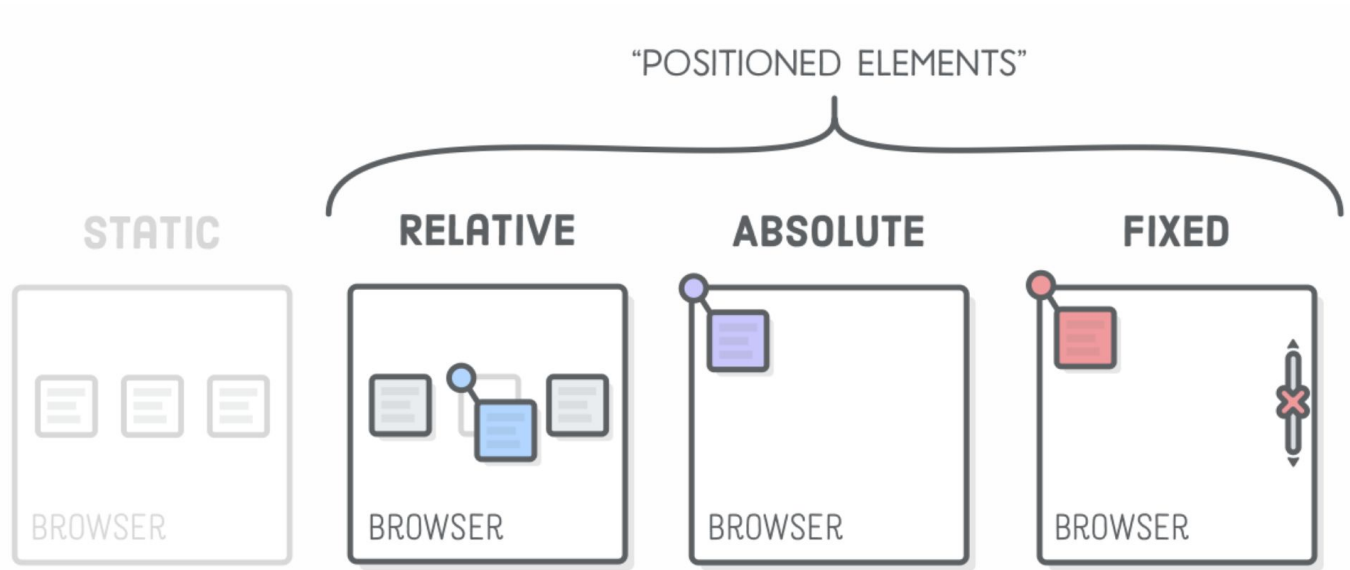 “POSITIONED ELEMENTS”
STATIC
RELATIVE
ABSOLUTE
FIXED
BROWSER
BROWSER
BROWSER
BROWSER